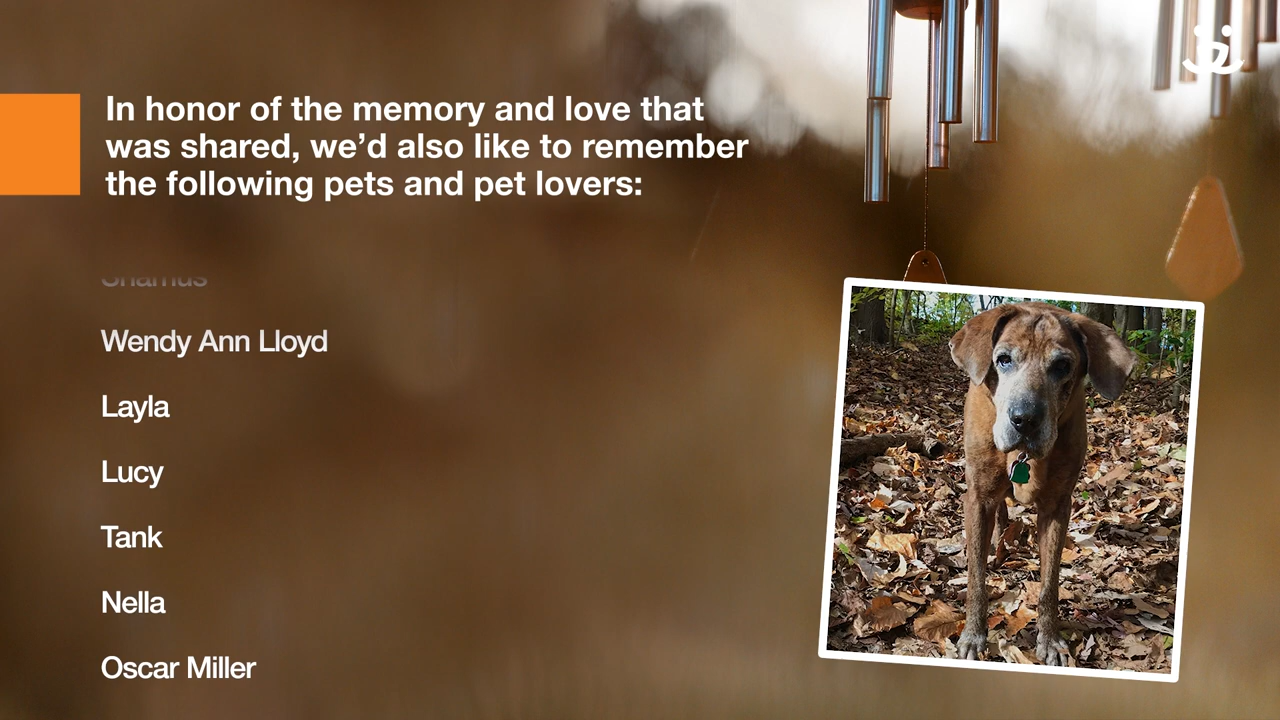 In honor of the memory and love that
was shared, we’d also like to remember
the following pets and pet lovers:
Shamus
Wendy Ann Lloyd
Layla
Lucy
Tank
Nella
Oscar Miller